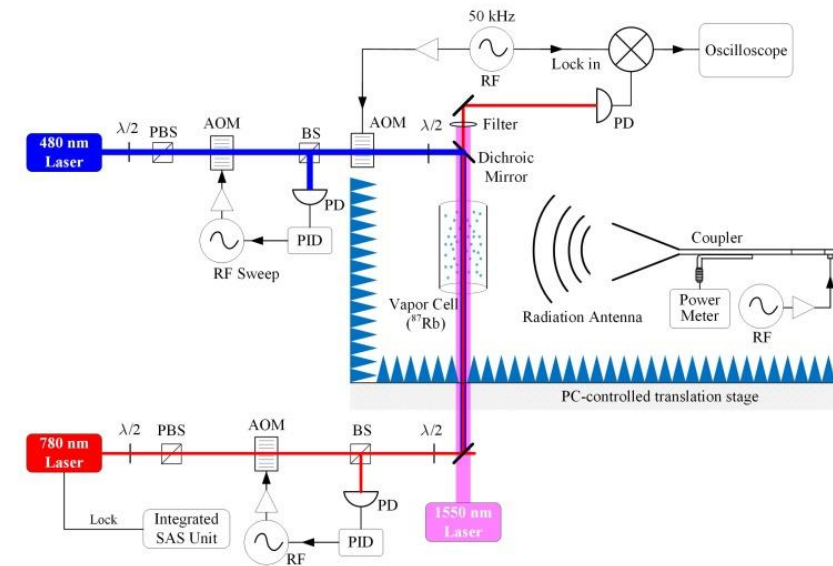 50 kHz
RF
Lock in
Oscilloscope
PD
Filter
λ/2
PBS
AOM
BS
AOM
λ/2
480 nm
Laser
Dichroic
Mirror
PD
PID
RF Sweep
Vapor Cell
(⁸⁷Rb)
Radiation Antenna
Coupler
Power
Meter
RF
PC-controlled translation stage
λ/2
PBS
AOM
BS
λ/2
780 nm
Laser
PD
Lock
Integrated
SAS Unit
RF
PID
1550 nm
Laser